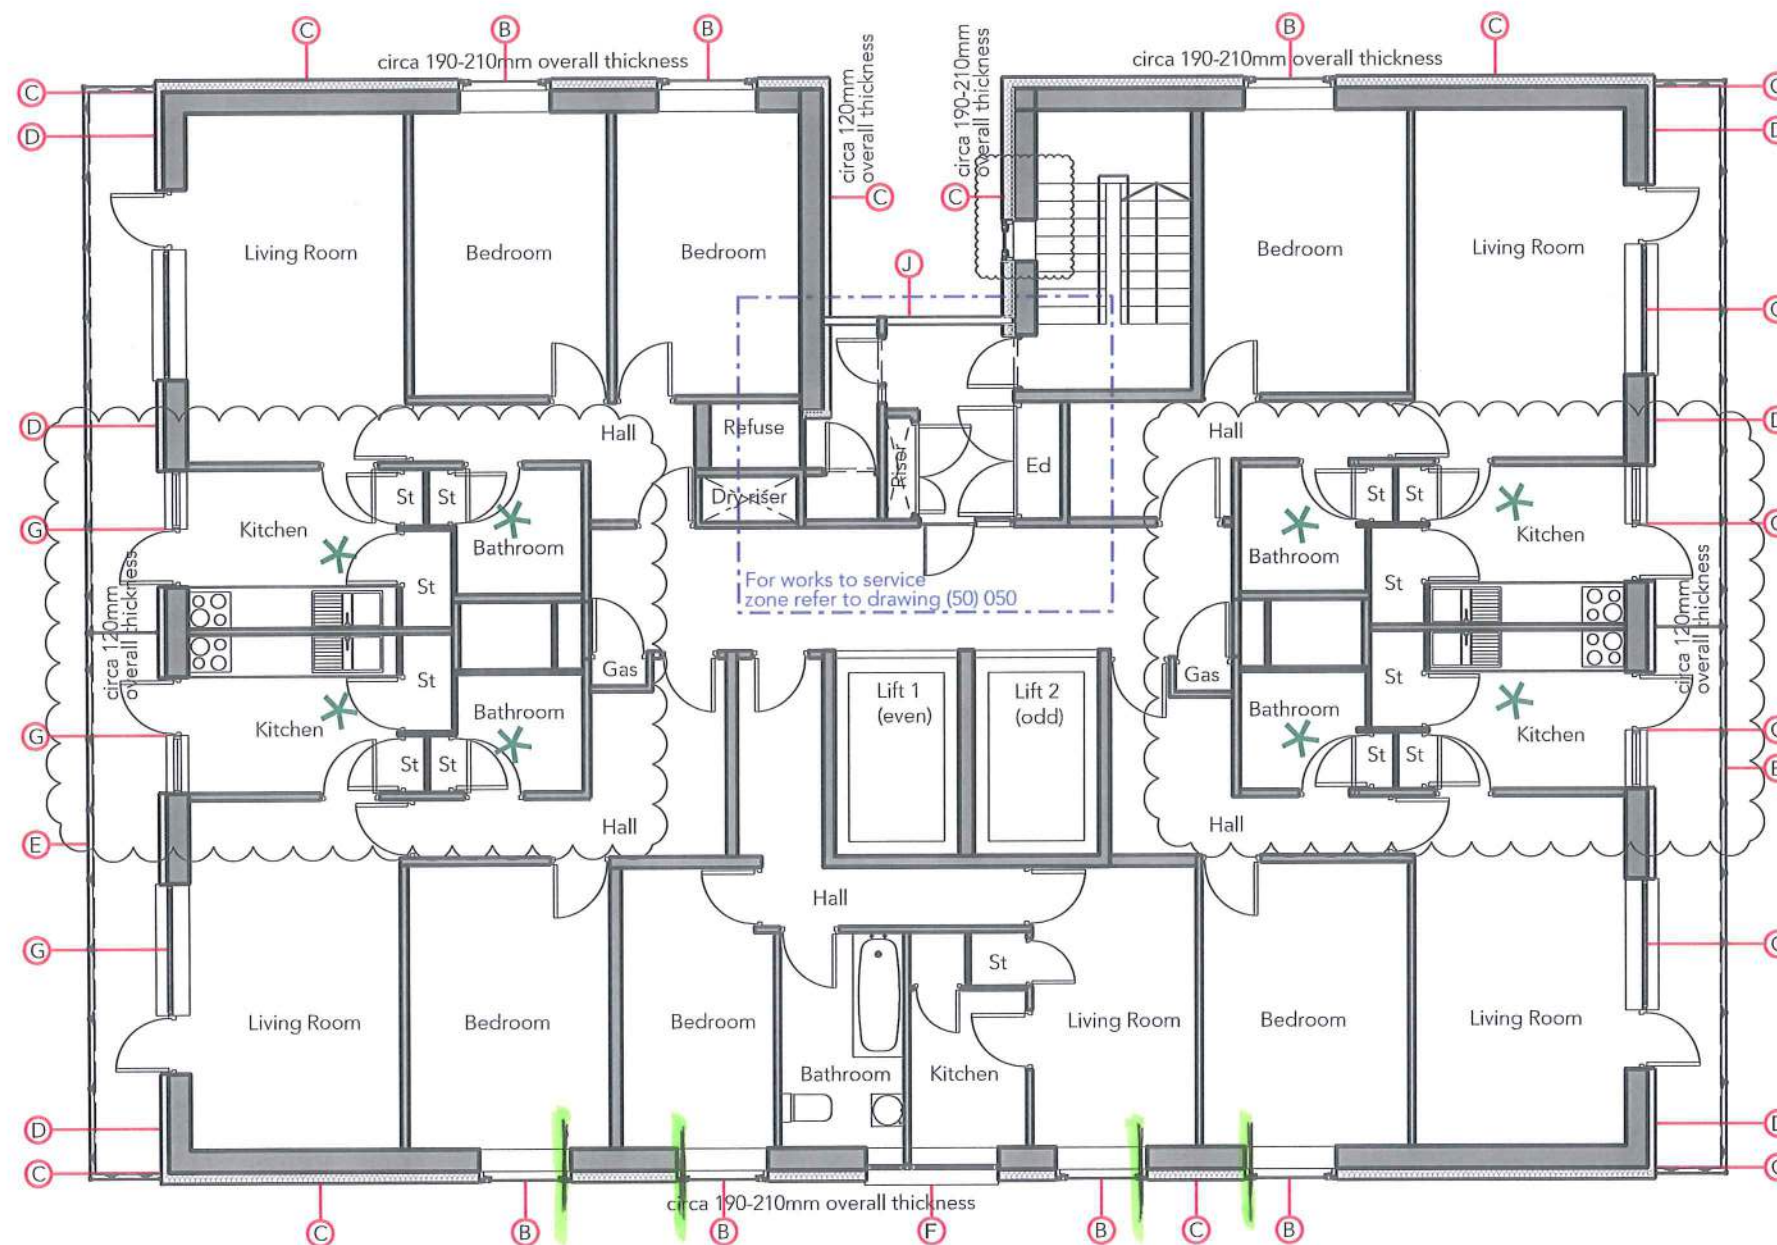 C
B
B
B
C
circa 190-210mm overall thickness
circa 190-210mm overall thickness
C
D
circa 120mm
overall thickness
C
circa 190-210mm
overall thickness
C
J
Living Room
Bedroom
Bedroom
Bedroom
Living Room
D
Hall
Refuse
Dry riser
Riser
Ed
Hall
St
St
St
St
G
Kitchen
Bathroom
Bathroom
Kitchen
St
St
For works to service
zone refer to drawing (50) 050
circa 120mm
overall thickness
circa 120mm
overall thickness
Gas
Gas
St
St
Lift 1
(even)
Lift 2
(odd)
G
Kitchen
Bathroom
Bathroom
Kitchen
St
St
St
St
E
Hall
Hall
Hall
G
St
Living Room
Bedroom
Bedroom
Living Room
Bedroom
Living Room
Bathroom
Kitchen
D
C
circa 190-210mm overall thickness
C
B
B
F
B
C
B